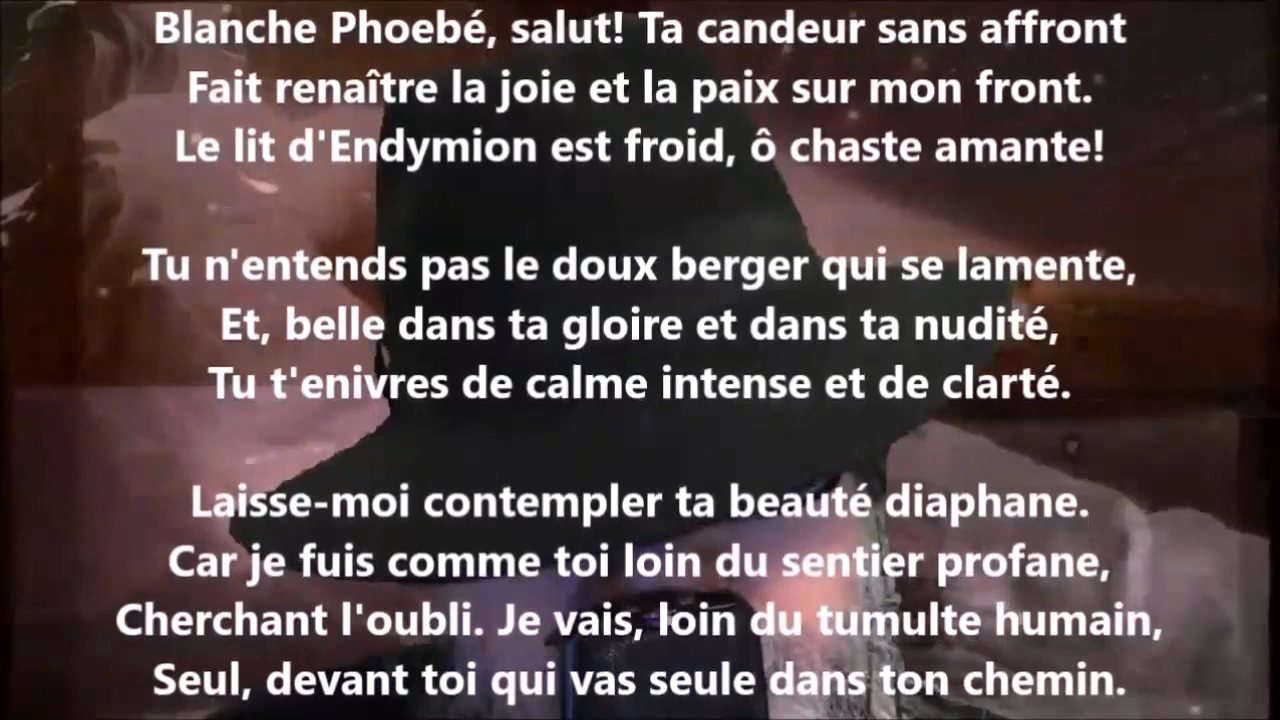 Blanche Phoebé, salut! Ta candeur sans affront
Fait renaître la joie et la paix sur mon front.
Le lit d'Endymion est froid, ô chaste amante!
Tu n'entends pas le doux berger qui se lamente,
Et, belle dans ta gloire et dans ta nudité,
Tu t'enivres de calme intense et de clarté.
Laisse-moi contempler ta beauté diaphane.
Car je fuis comme toi loin du sentier profane,
Cherchant l'oubli. Je vais, loin du tumulte humain,
Seul, devant toi qui vas seule dans ton chemin.